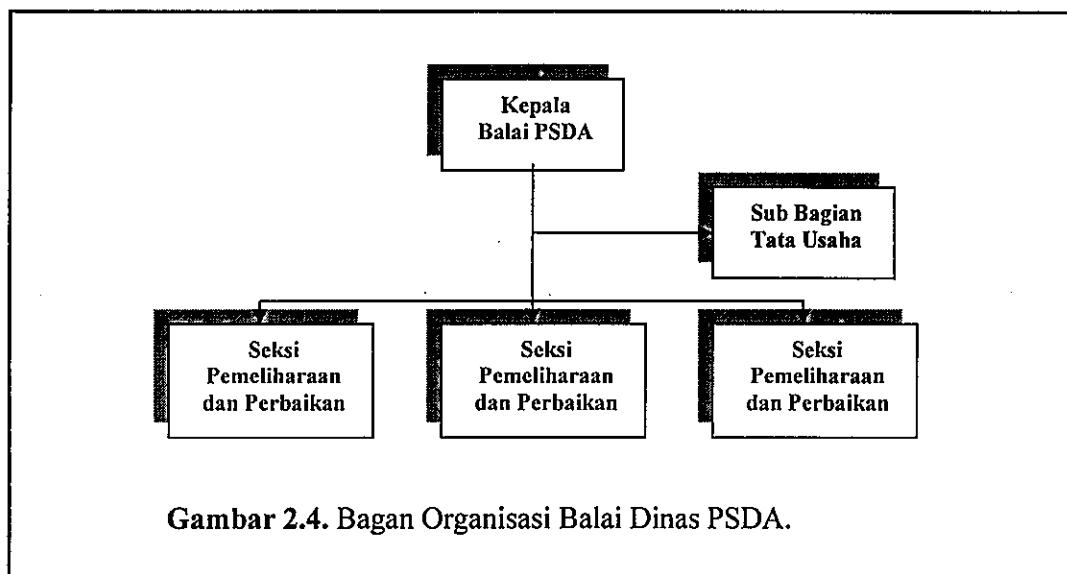 Kepala
Balai PSDA
Sub Bagian
Tata Usaha
Seksi
Pemeliharaan
dan Perbaikan
Seksi
Pemeliharaan
dan Perbaikan
Seksi
Pemeliharaan
dan Perbaikan
Gambar 2.4. Bagan Organisasi Balai Dinas PSDA.